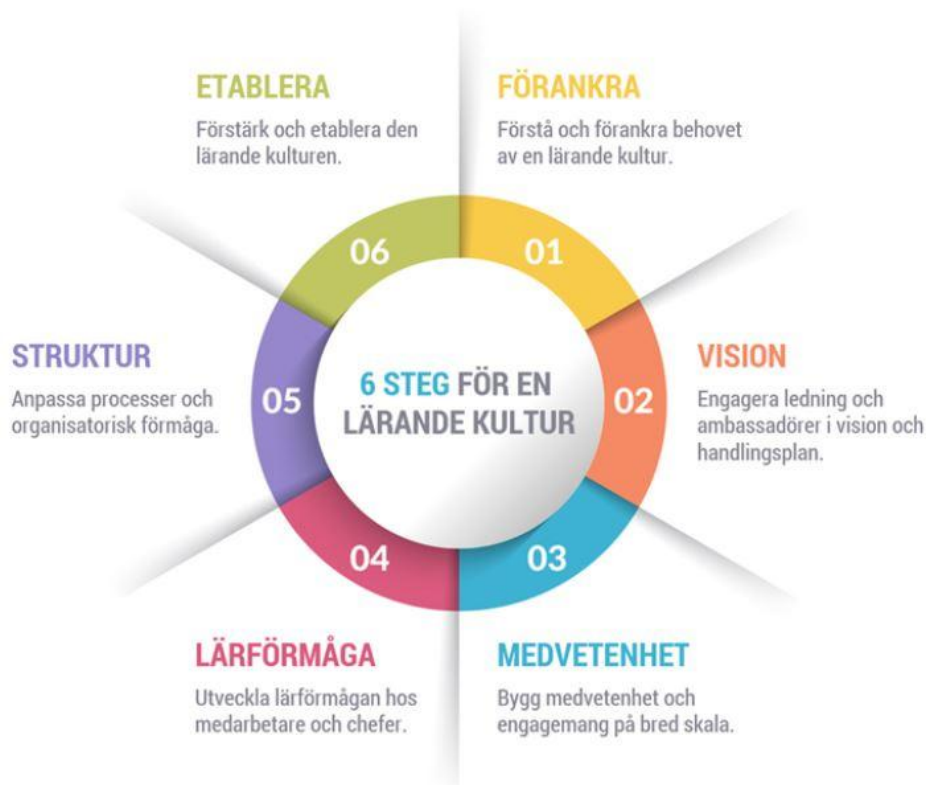 6 STEG FÖR EN
LÄRANDE KULTUR
01
FÖRANKRA
Förstå och förankra behovet
av en lärande kultur.
02
VISION
Engagera ledning och
ambassadörer i vision och
handlingsplan.
03
MEDVETENHET
Bygg medvetenhet och
engagemang på bred skala.
04
LÄRFÖRMÅGA
Utveckla lärförmågan hos
medarbetare och chefer.
05
STRUKTUR
Anpassa processer och
organisatorisk förmåga.
06
ETABLERA
Förstärk och etablera den
lärande kulturen.